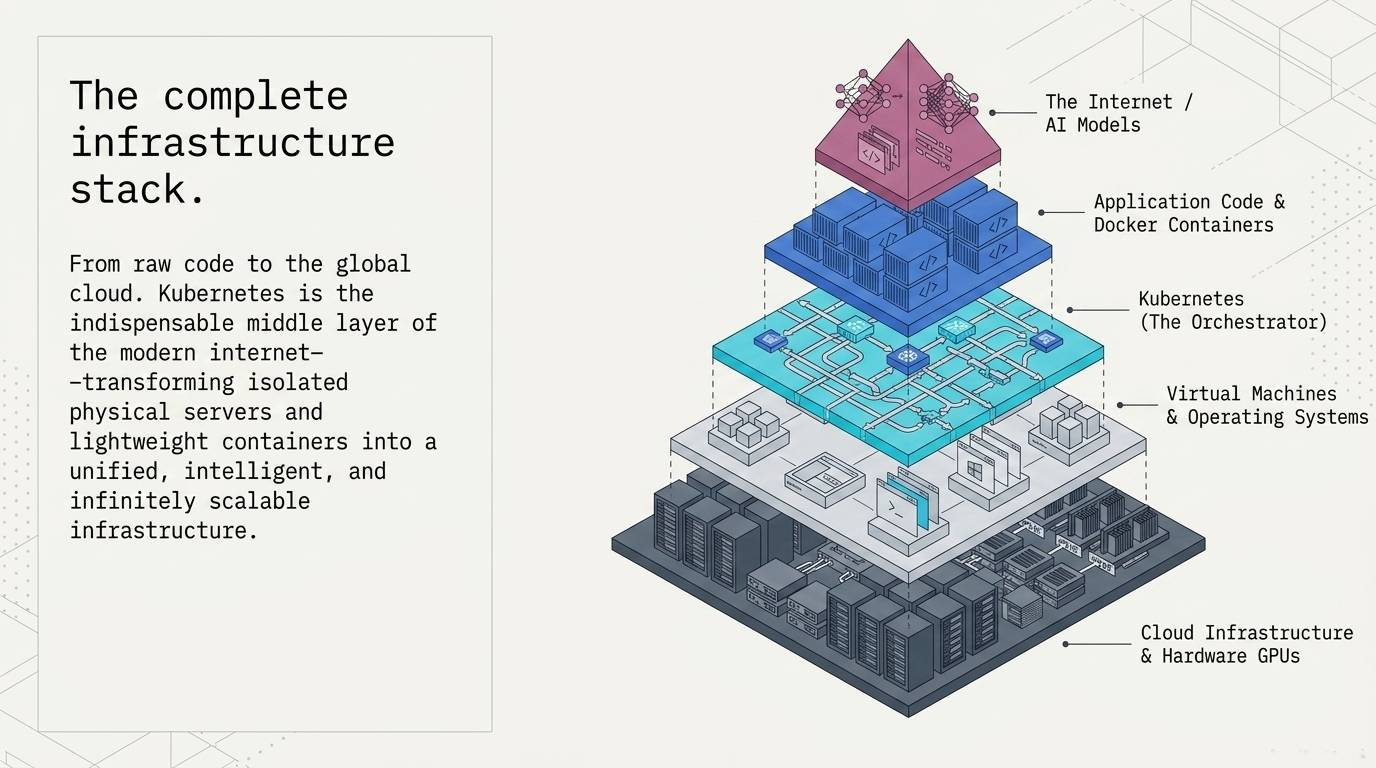 The complete
infrastructure
stack.
From raw code to the global
cloud. Kubernetes is the
indispensable middle layer of
the modern internet–
–transforming isolated
physical servers and
lightweight containers into a
unified, intelligent, and
infinitely scalable
infrastructure.
The Internet /
AI Models
Application Code &
Docker Containers
Kubernetes
(The Orchestrator)
Virtual Machines
& Operating Systems
Cloud Infrastructure
& Hardware GPUs